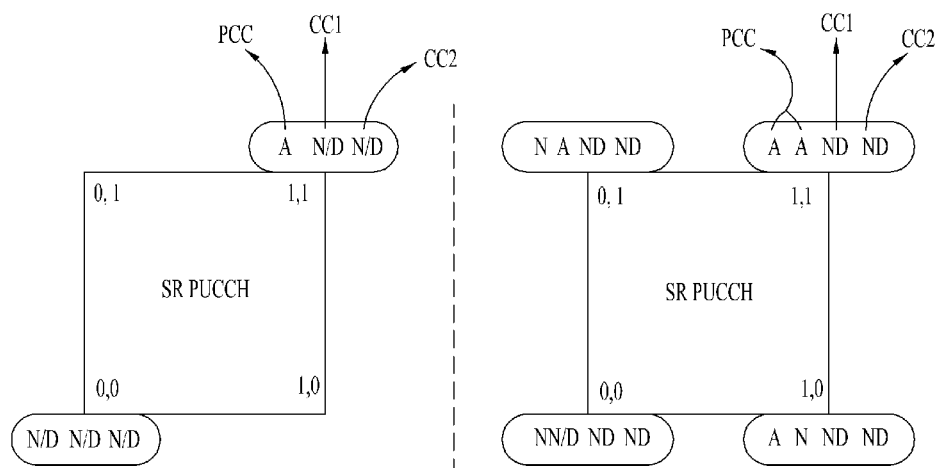 PCC CC1 CC2
A N/D N/D
0, 1 1,1
SR PUCCH
0,0 1,0
N/D N/D N/D
PCC CC1 CC2
N A ND ND
A A ND ND
0, 1 1,1
SR PUCCH
0,0 1,0
NN/D ND ND
A N ND ND